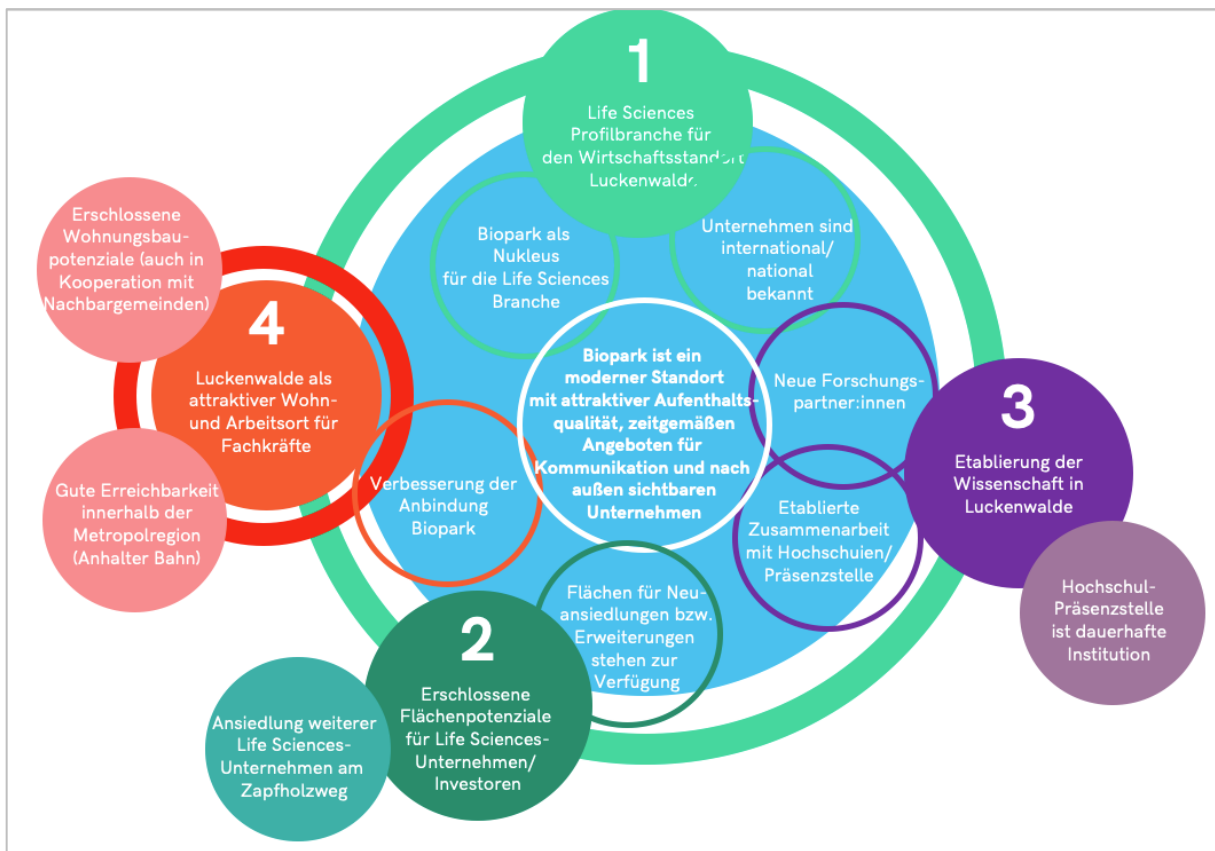 1
Life Sciences
Profilbranche für
den Wirtschaftsstandort
Luckenwalde
Biopark als
Nukleus
für die Life Sciences
Branche
Unternehmen sind
international/
national
bekannt
Erschlossene
Wohnungsbau-
potenziale (auch in
Kooperation mit
Nachbargemeinden)
4
Luckenwalde als
attraktiver Wohn-
und Arbeitsort für
Fachkräfte
Gute Erreichbarkeit
innerhalb der
Metropolregion
(Anhalter Bahn)
Verbesserung der
Anbindung
Biopark
Biopark ist ein
moderner Standort
mit attraktiver Aufenthalts-
qualität, zeitgemäßen
Angeboten für
Kommunikation und nach
außen sichtbaren
Unternehmen
Neue Forschungs-
partner:innen
3
Etablierung der
Wissenschaft in
Luckenwalde
Etablierte
Zusammenarbeit
mit Hochschuien/
Präsenzstelle
Hochschul-
Präsenzstelle
ist dauerhafte
Institution
Flächen für Neu-
ansiedlungen bzw.
Erweiterungen
stehen zur
Verfügung
2
Erschlossene
Flächenpotenziale
für Life Sciences-
Unternehmen/
Investoren
Ansiedlung weiterer
Life Sciences-
Unternehmen am
Zapfholzweg